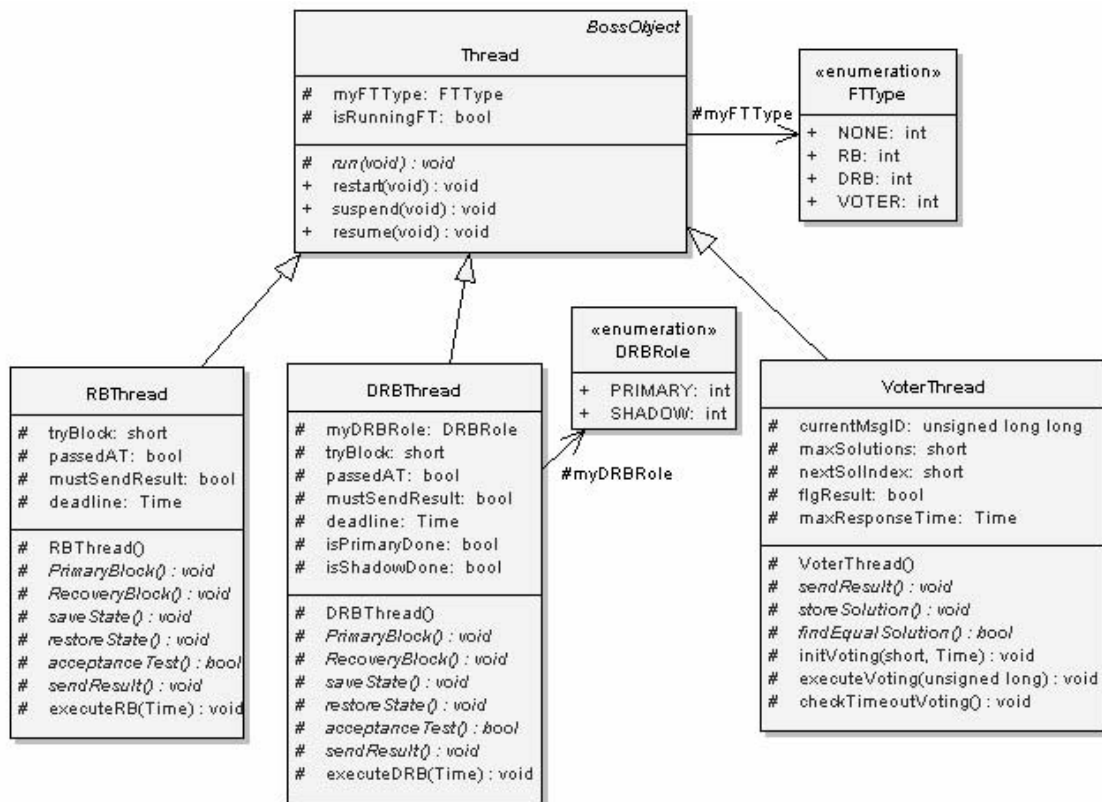 BossObject
Thread
# myFTType: FTType
# isRunningFT: bool
# run(void) : void
+ restart(void) : void
+ suspend(void) : void
+ resume(void) : void
#myFTType
«enumeration»
FTType
+ NONE: int
+ RB: int
+ DRB: int
+ VOTER: int
«enumeration»
DRBRole
+ PRIMARY: int
+ SHADOW: int
#myDRBRole
RBThread
# tryBlock: short
# passedAT: bool
# mustSendResult: bool
# deadline: Time
# RBThread()
# PrimaryBlock() : void
# RecoveryBlock() : void
# saveState() : void
# restoreState() : void
# acceptanceTest() : bool
# sendResult() : void
# executeRB(Time) : void
DRBThread
# myDRBRole: DRBRole
# tryBlock: short
# passedAT: bool
# mustSendResult: bool
# deadline: Time
# isPrimaryDone: bool
# isShadowDone: bool
# DRBThread()
# PrimaryBlock() : void
# RecoveryBlock() : void
# saveState() : void
# restoreState() : void
# acceptanceTest() : bool
# sendResult() : void
# executeDRB(Time) : void
VoterThread
# currentMsgID: unsigned long long
# maxSolutions: short
# nextSolIndex: short
# flgResult: bool
# maxResponseTime: Time
# VoterThread()
# sendResult() : void
# storeSolution() : void
# findEqualSolution() : bool
# initVoting(short, Time) : void
# executeVoting(unsigned long) : void
# checkTimeoutVoting() : void